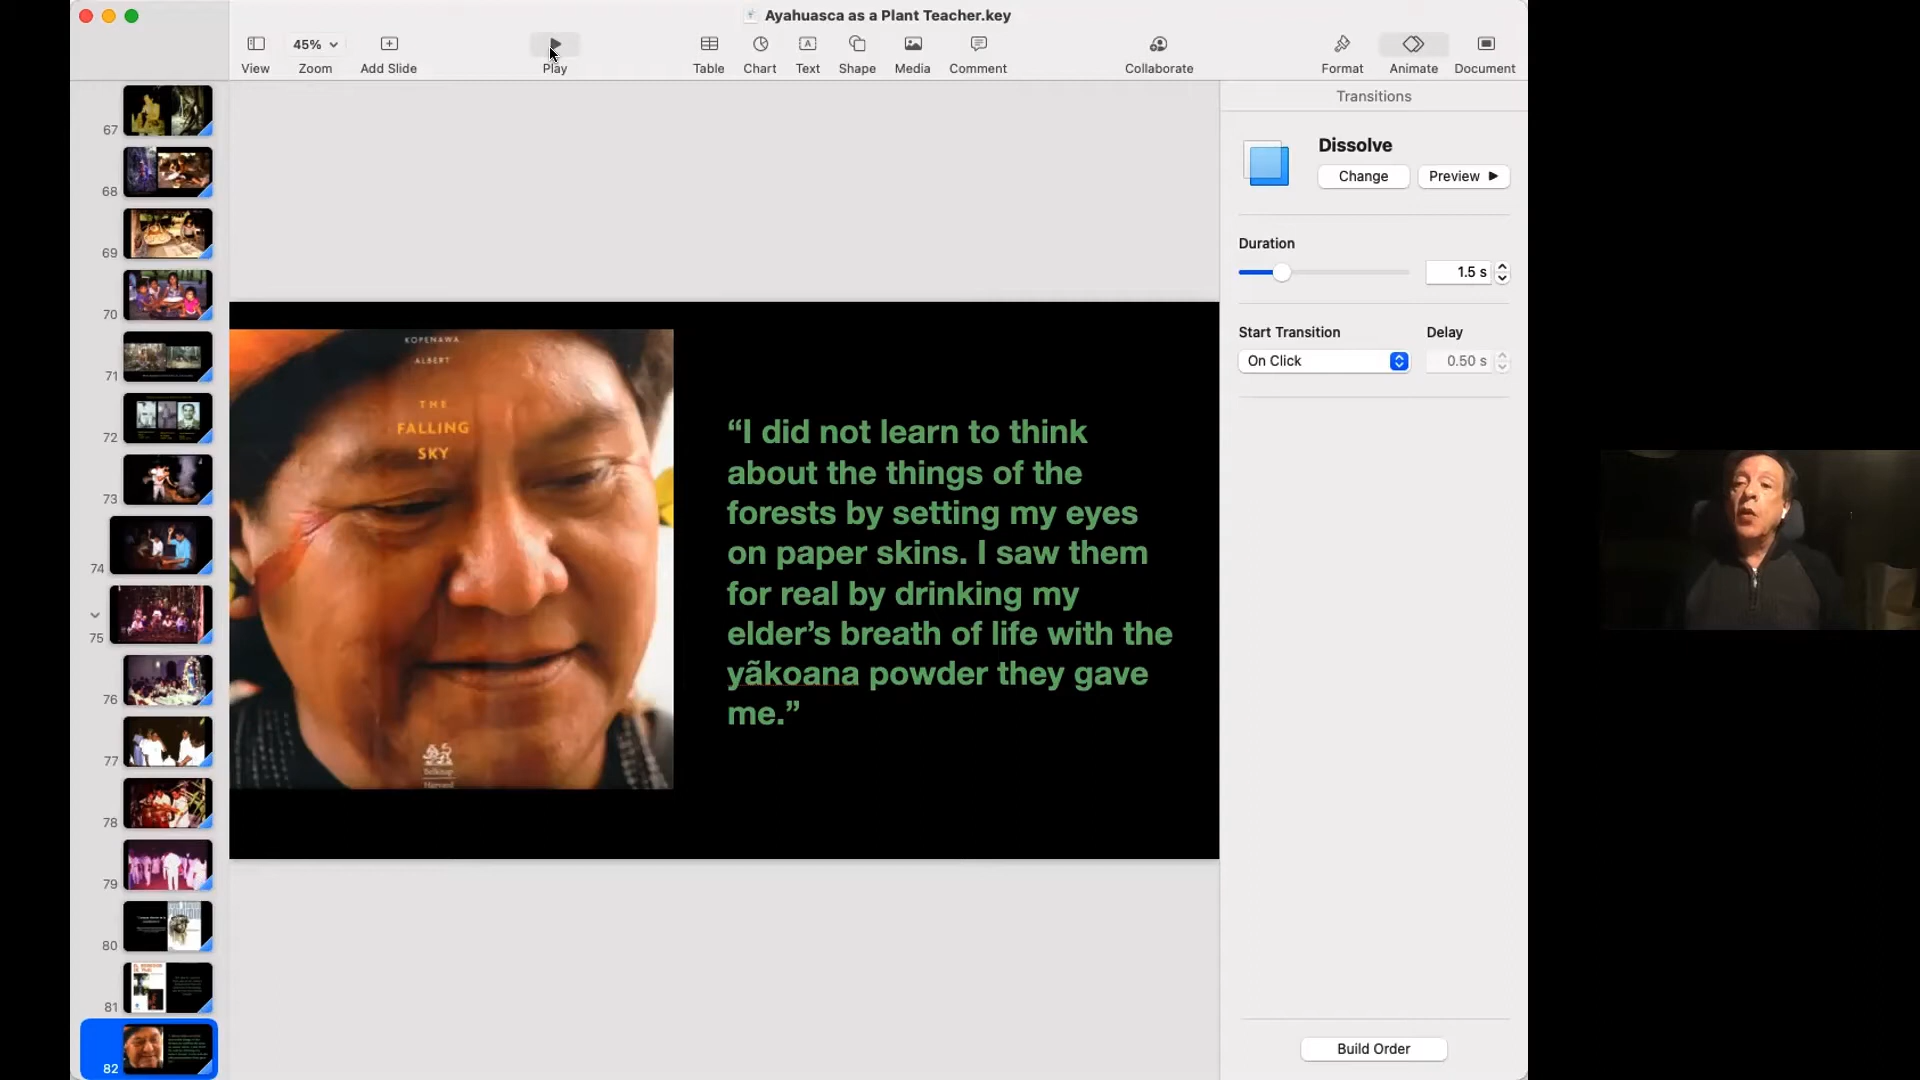 Ayahuasca as a Plant Teacher.key
45%
View
Zoom
Add Slide
Play
Table
Chart
Text
Shape
Media
Comment
Collaborate
Format
Animate
Document
Transitions
Dissolve
Change
Preview
Duration
1.5 s
Start Transition
Delay
On Click
0.50 s
Build Order
67
68
69
70
71
72
73
74
75
76
77
78
79
80
81
82
KOPENAWA
ALBERT
THE
FALLING
SKY
Belknap
Harvard
“I did not learn to think
about the things of the
forests by setting my eyes
on paper skins. I saw them
for real by drinking my
elder’s breath of life with the
yãkoana powder they gave
me.”